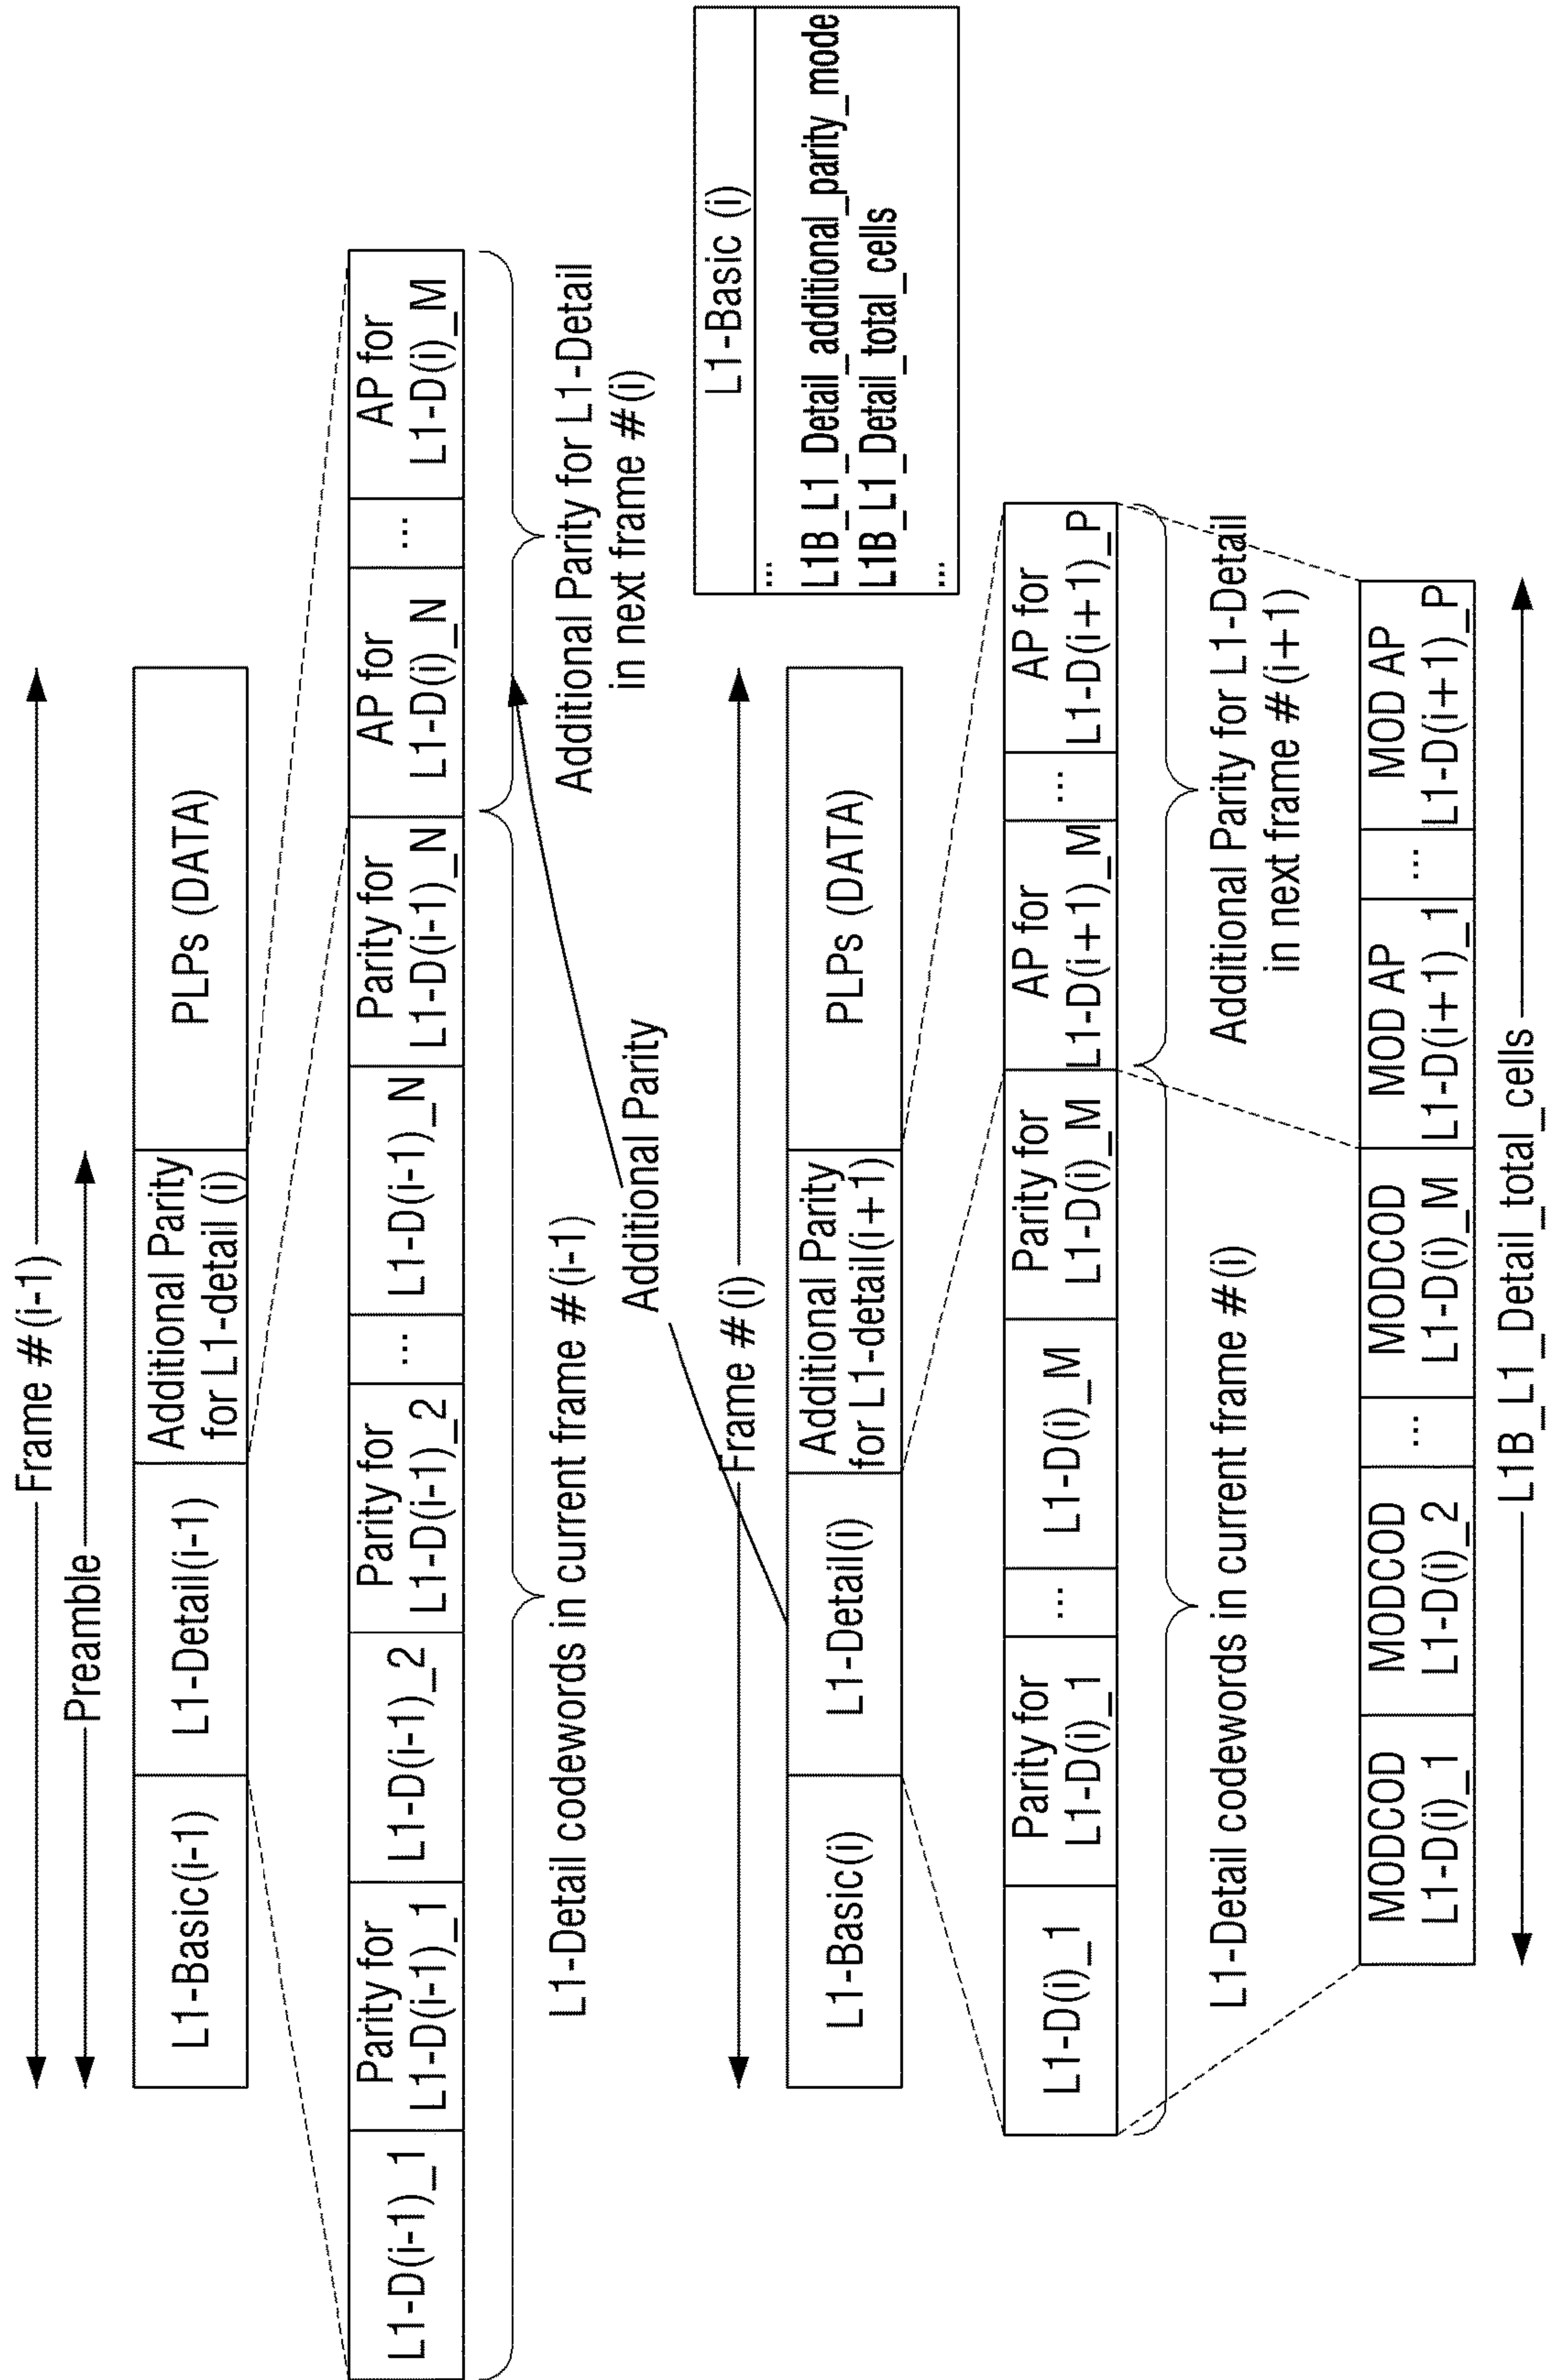 Frame #(i-1)
Preamble
L1-Basic(i-1)
L1-Detail(i-1)
Additional Parity
for L1-detail (i)
PLPs (DATA)
L1-D(i-1)_1
Parity for
L1-D(i-1)_1
L1-D(i-1)_2
Parity for
L1-D(i-1)_2
...
L1-D(i-1)_N
Parity for
L1-D(i-1)_N
AP for
L1-D(i)_N
...
AP for
L1-D(i)_M
L1-Detail codewords in current frame #(i-1)
Additional Parity for L1-Detail
in next frame #(i)
Additional Parity
L1-Basic (i)
...
L1B_L1_Detail_additional_parity_mode
L1B_L1_Detail_total_cells
...
Frame #(i)
L1-Basic(i)
L1-Detail(i)
Additional Parity
for L1-detail(i+1)
PLPs (DATA)
L1-D(i)_1
Parity for
L1-D(i)_1
...
L1-D(i)_M
Parity for
L1-D(i)_M
AP for
L1-D(i+1)_M
...
AP for
L1-D(i+1)_P
L1-Detail codewords in current frame #(i)
Additional Parity for L1-Detail
in next frame #(i+1)
MODCOD
L1-D(i)_1
MODCOD
L1-D(i)_2
...
MODCOD
L1-D(i)_M
MOD AP
L1-D(i+1)_1
...
MOD AP
L1-D(i+1)_P
L1B_L1_Detail_total_cells